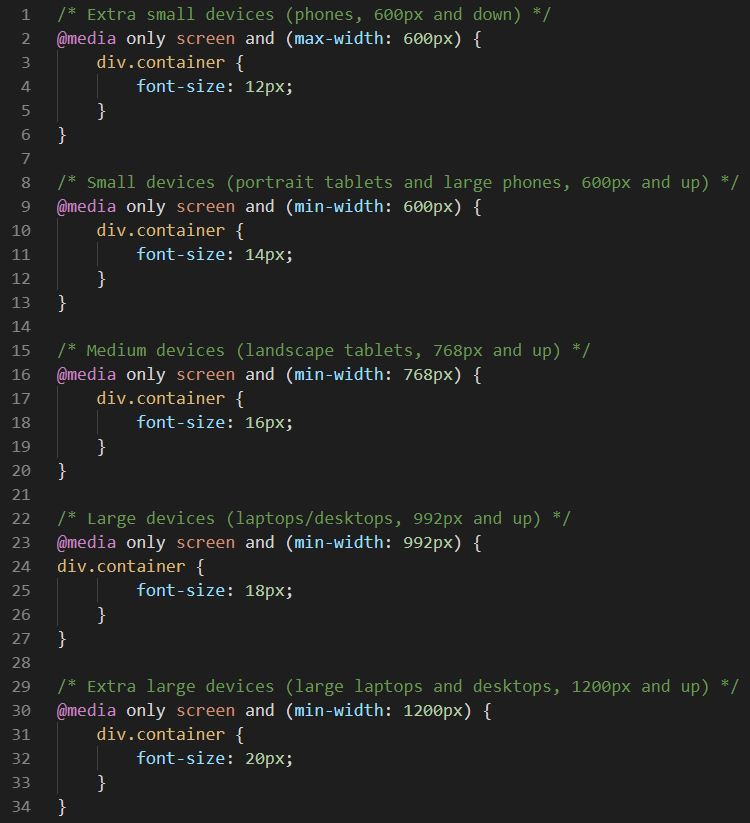 1 /* Extra small devices (phones, 600px and down) */
2 @media only screen and (max-width: 600px) {
3     div.container {
4         font-size: 12px;
5     }
6 }
7
8 /* Small devices (portrait tablets and large phones, 600px and up) */
9 @media only screen and (min-width: 600px) {
10     div.container {
11         font-size: 14px;
12     }
13 }
14
15 /* Medium devices (landscape tablets, 768px and up) */
16 @media only screen and (min-width: 768px) {
17     div.container {
18         font-size: 16px;
19     }
20 }
21
22 /* Large devices (laptops/desktops, 992px and up) */
23 @media only screen and (min-width: 992px) {
24 div.container {
25         font-size: 18px;
26     }
27 }
28
29 /* Extra large devices (large laptops and desktops, 1200px and up) */
30 @media only screen and (min-width: 1200px) {
31     div.container {
32         font-size: 20px;
33     }
34 }